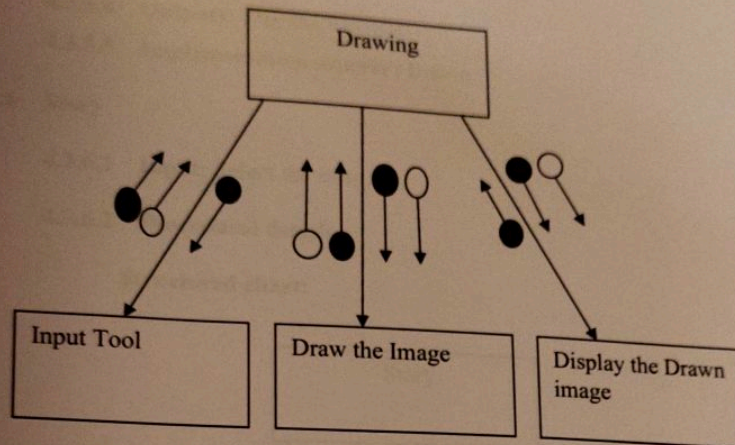 Drawing
Input Tool
Draw the Image
Display the Drawn
image